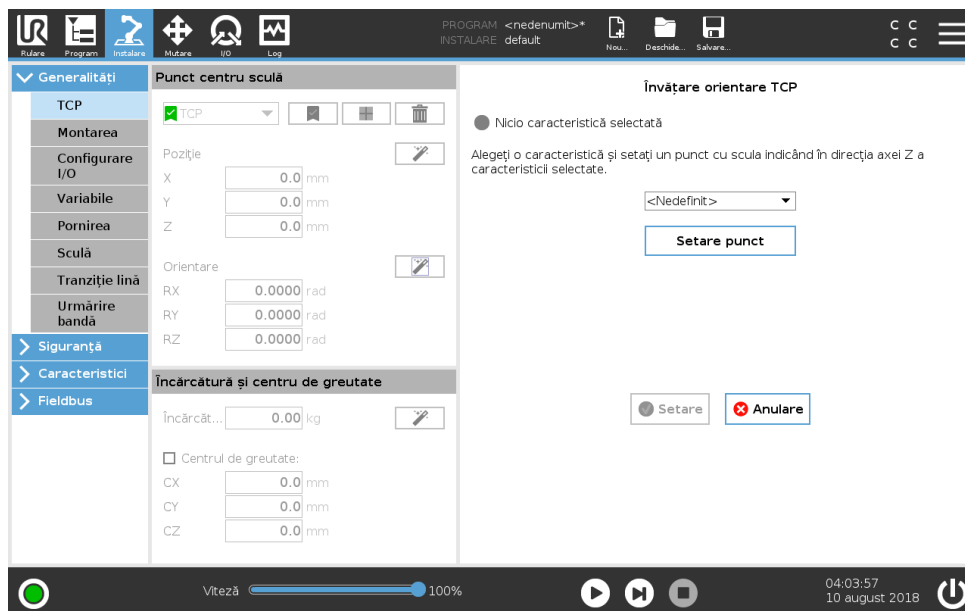 PROGRAM <nedenumit>*
INSTALARE default
Rulare Program Instalare Mutare I/O Log Nou... Deschide... Salvare...
C C
C C
Generalități
TCP
Montarea
Configurare I/O
Variabile
Pornirea
Sculă
Tranziție lină
Urmărire bandă
Siguranță
Caracteristici
Fieldbus
Punct centru sculă
TCP
Poziție
X 0.0 mm
Y 0.0 mm
Z 0.0 mm
Orientare
RX 0.0000 rad
RY 0.0000 rad
RZ 0.0000 rad
Încărcătură și centru de greutate
Încărcăt... 0.00 kg
Centrul de greutate:
CX 0.0 mm
CY 0.0 mm
CZ 0.0 mm
Învățare orientare TCP
Nicio caracteristică selectată
Alegeți o caracteristică și setați un punct cu scula indicând în direcția axei Z a
caracteristicii selectate.
<Nedefinit>
Setare punct
Setare Anulare
Viteză 100%
04:03:57
10 august 2018